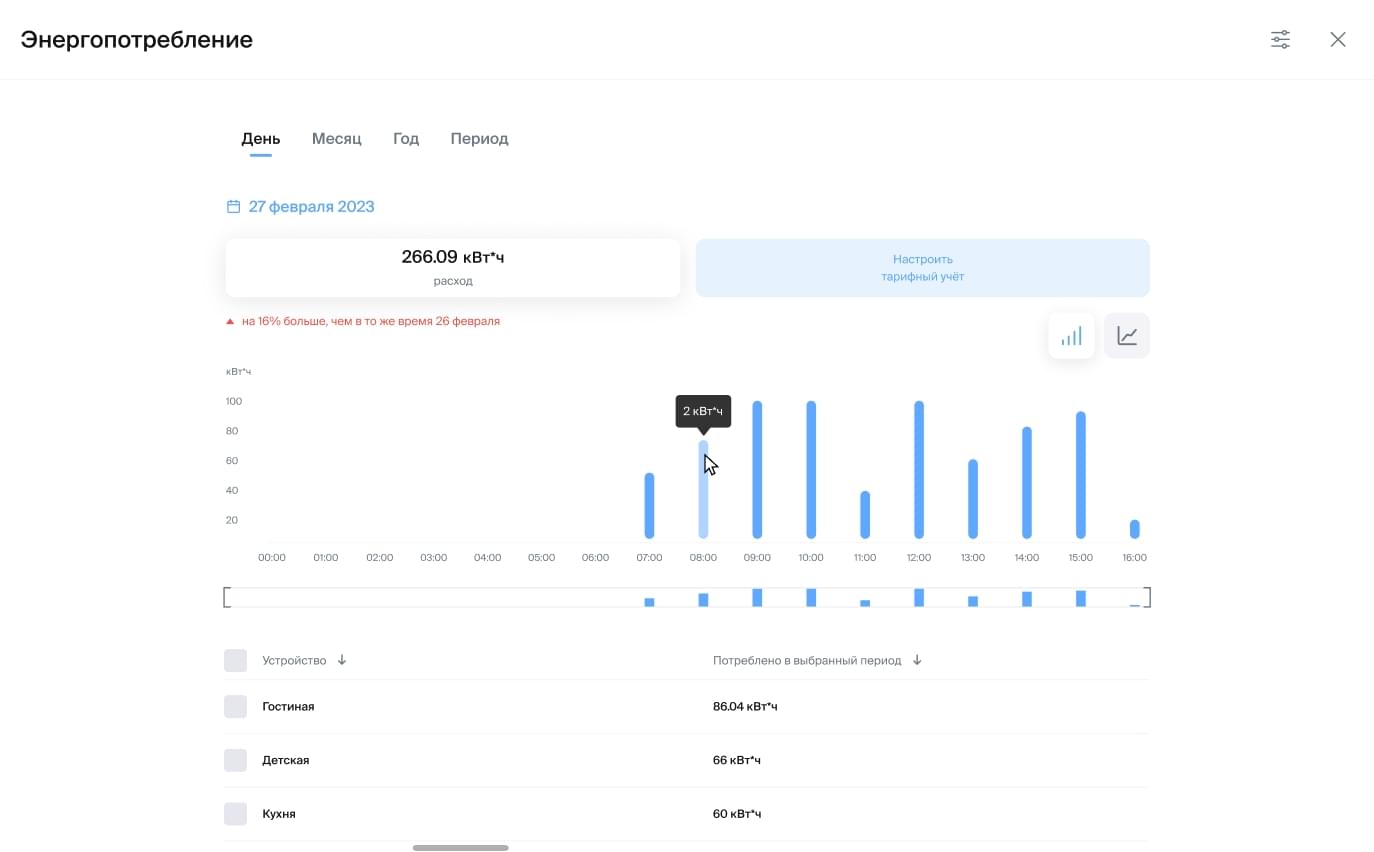 Энергопотребление
День Месяц Год Период
27 февраля 2023
266.09 кВт*ч
расход
Настроить
тарифный учёт
на 16% больше, чем в то же время 26 февраля
кВт*ч
100
2 кВт*ч
80
60
40
20
00:00 01:00 02:00 03:00 04:00 05:00 06:00 07:00 08:00 09:00 10:00 11:00 12:00 13:00 14:00 15:00 16:00
Устройство Потреблено в выбранный период
Гостиная 86.04 кВт*ч
Детская 66 кВт*ч
Кухня 60 кВт*ч